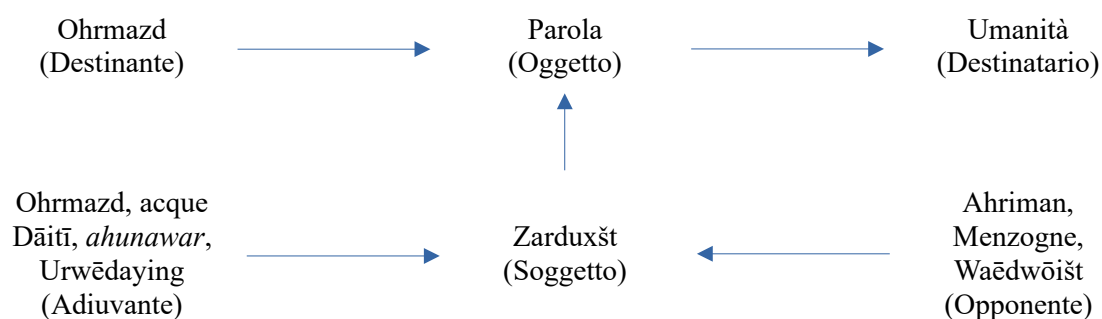 Ohrmazd
(Destinante)
Parola
(Oggetto)
Umanità
(Destinatario)
Ohrmazd, acque
Dāitī, ahunawar,
Urwēdaying
(Adiuvante)
Zarduxšt
(Soggetto)
Ahriman,
Menzogne,
Waēdwōišt
(Opponente)